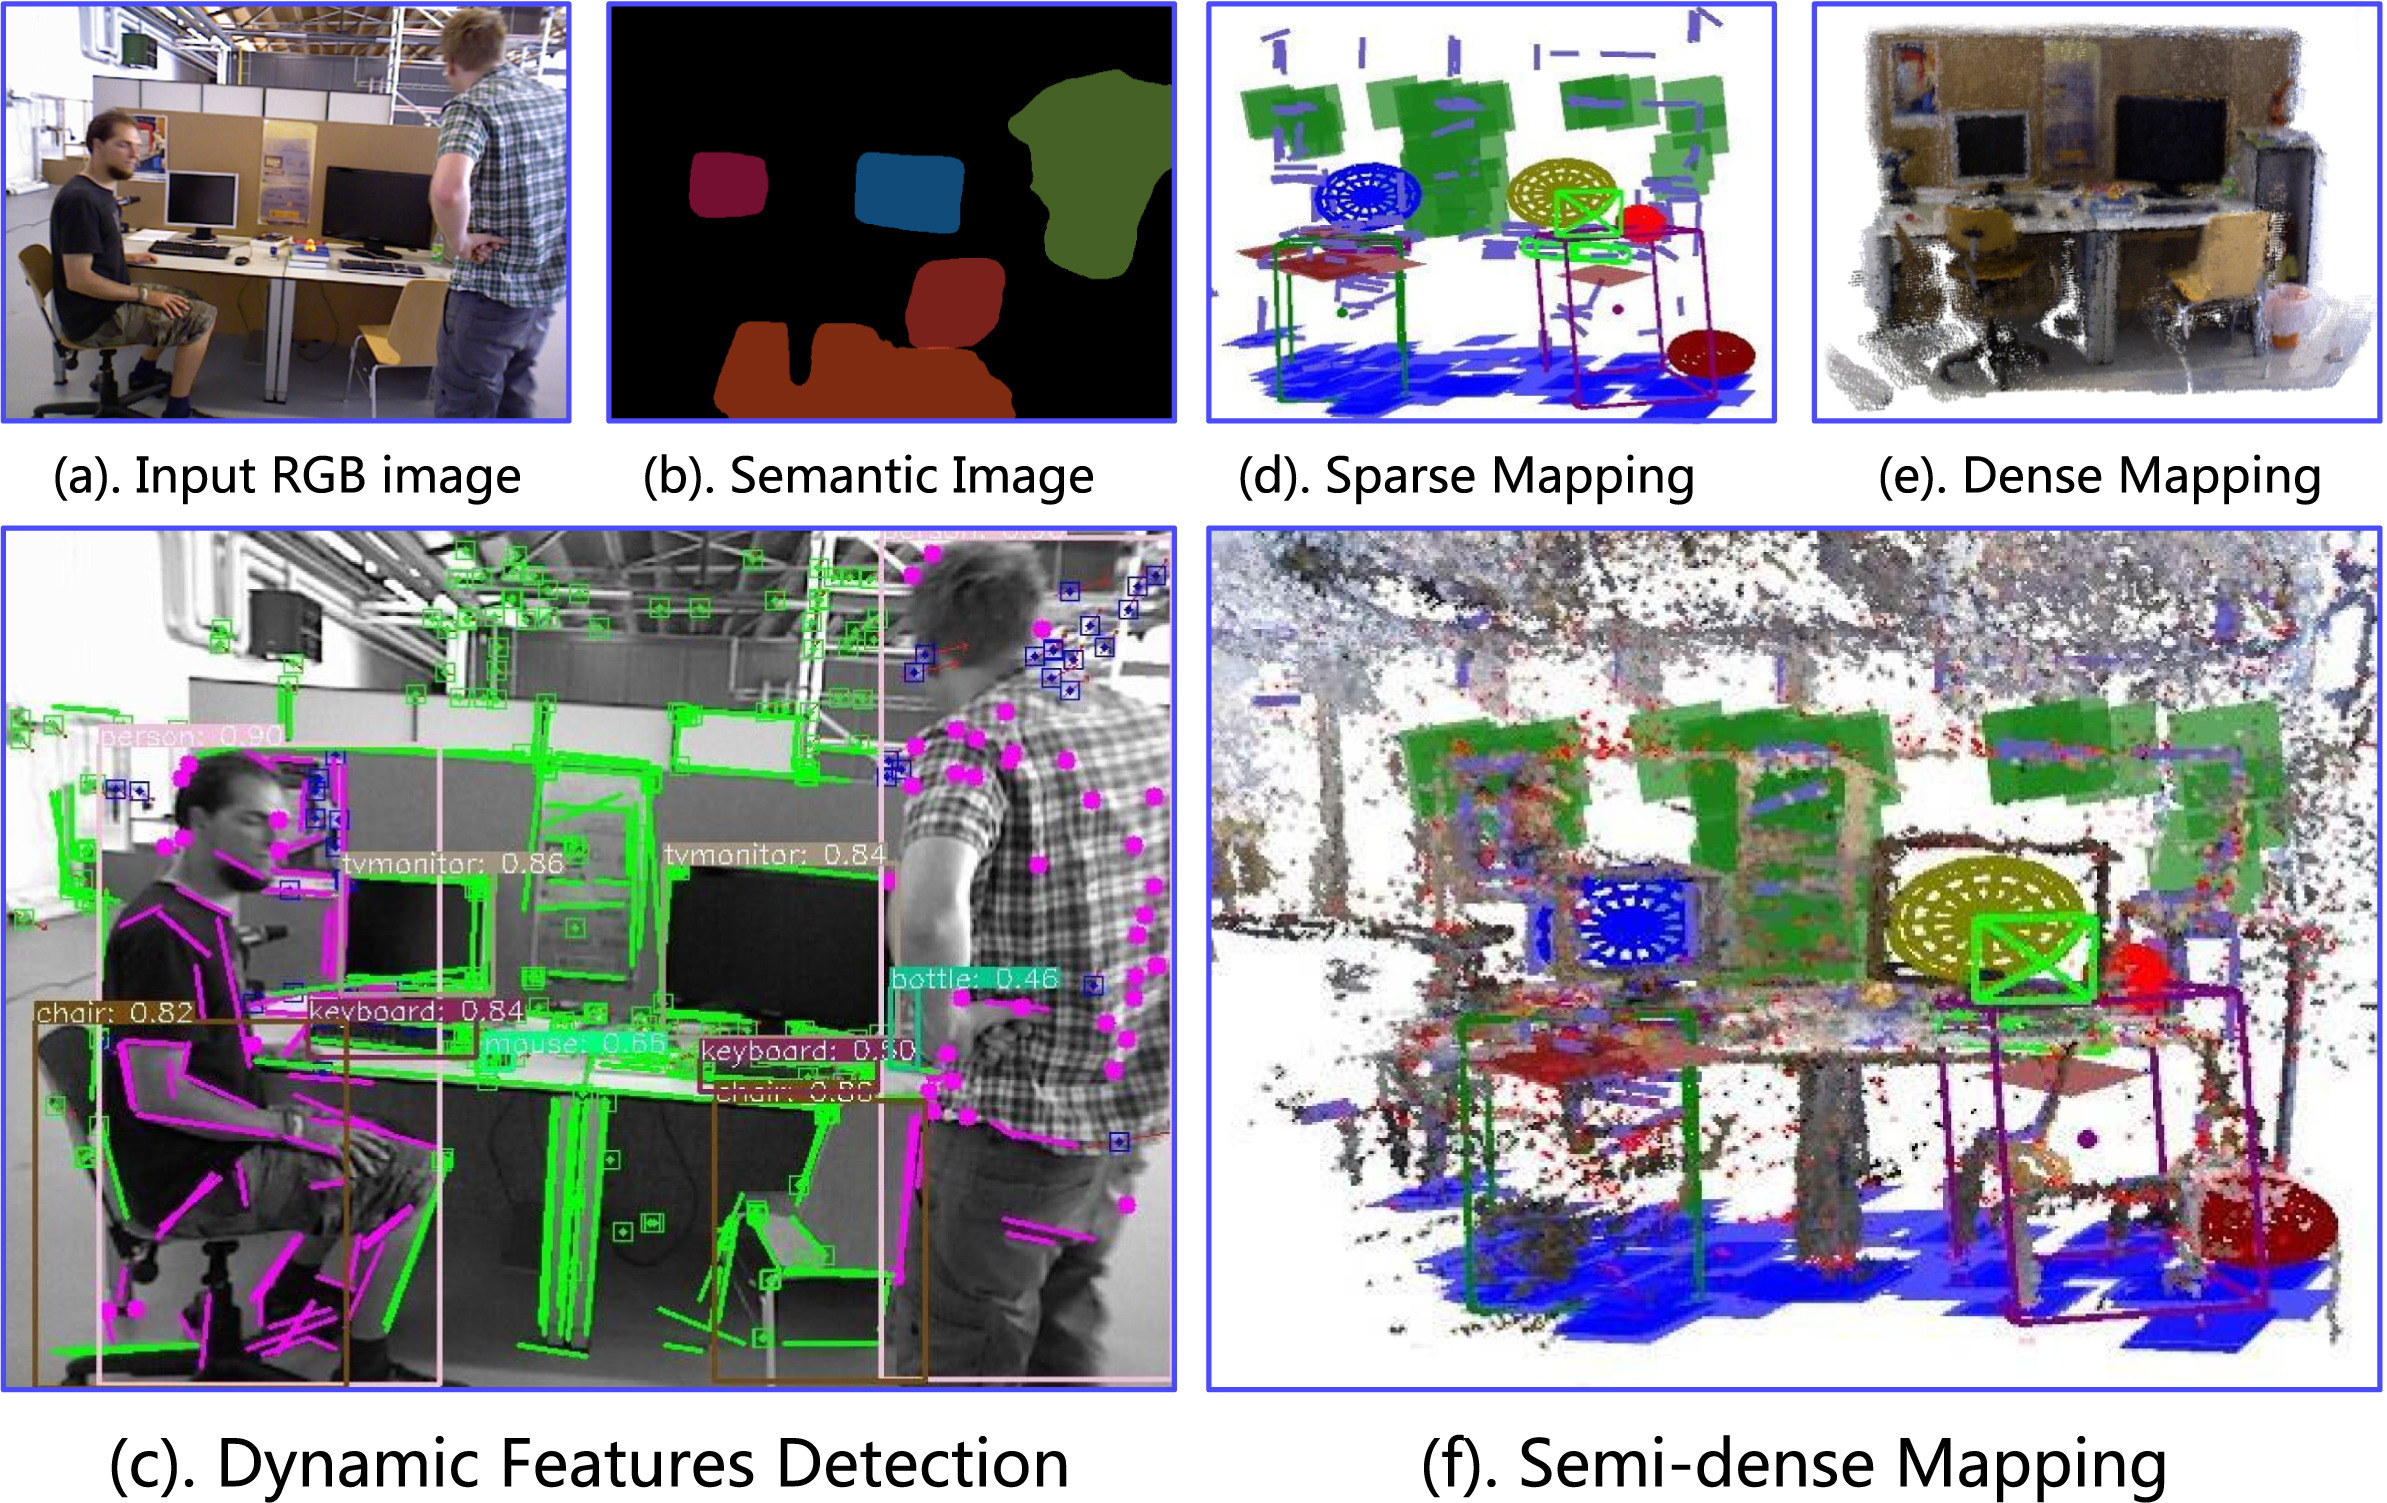 (a). Input RGB image
(b). Semantic Image
(d). Sparse Mapping
(e). Dense Mapping
person: 0.90
tvmonitor: 0.86
tvmonitor: 0.84
bottle: 0.46
chair: 0.82
keyboard: 0.84
mouse: 0.66
keyboard: 0.50
chair: 0.86
(c). Dynamic Features Detection
(f). Semi-dense Mapping